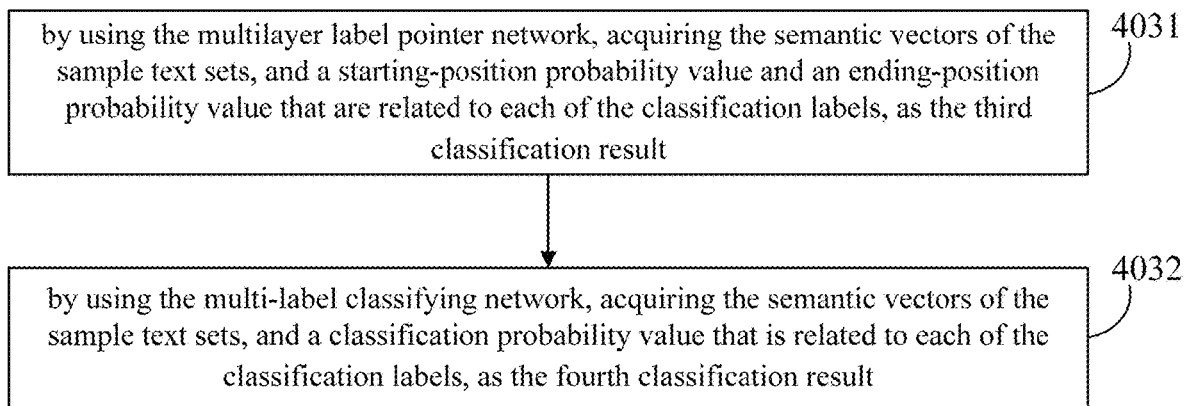 by using the multilayer label pointer network, acquiring the semantic vectors of the
sample text sets, and a starting-position probability value and an ending-position
probability value that are related to each of the classification labels, as the third
classification result
4031
by using the multi-label classifying network, acquiring the semantic vectors of the
sample text sets, and a classification probability value that is related to each of the
classification labels, as the fourth classification result
4032